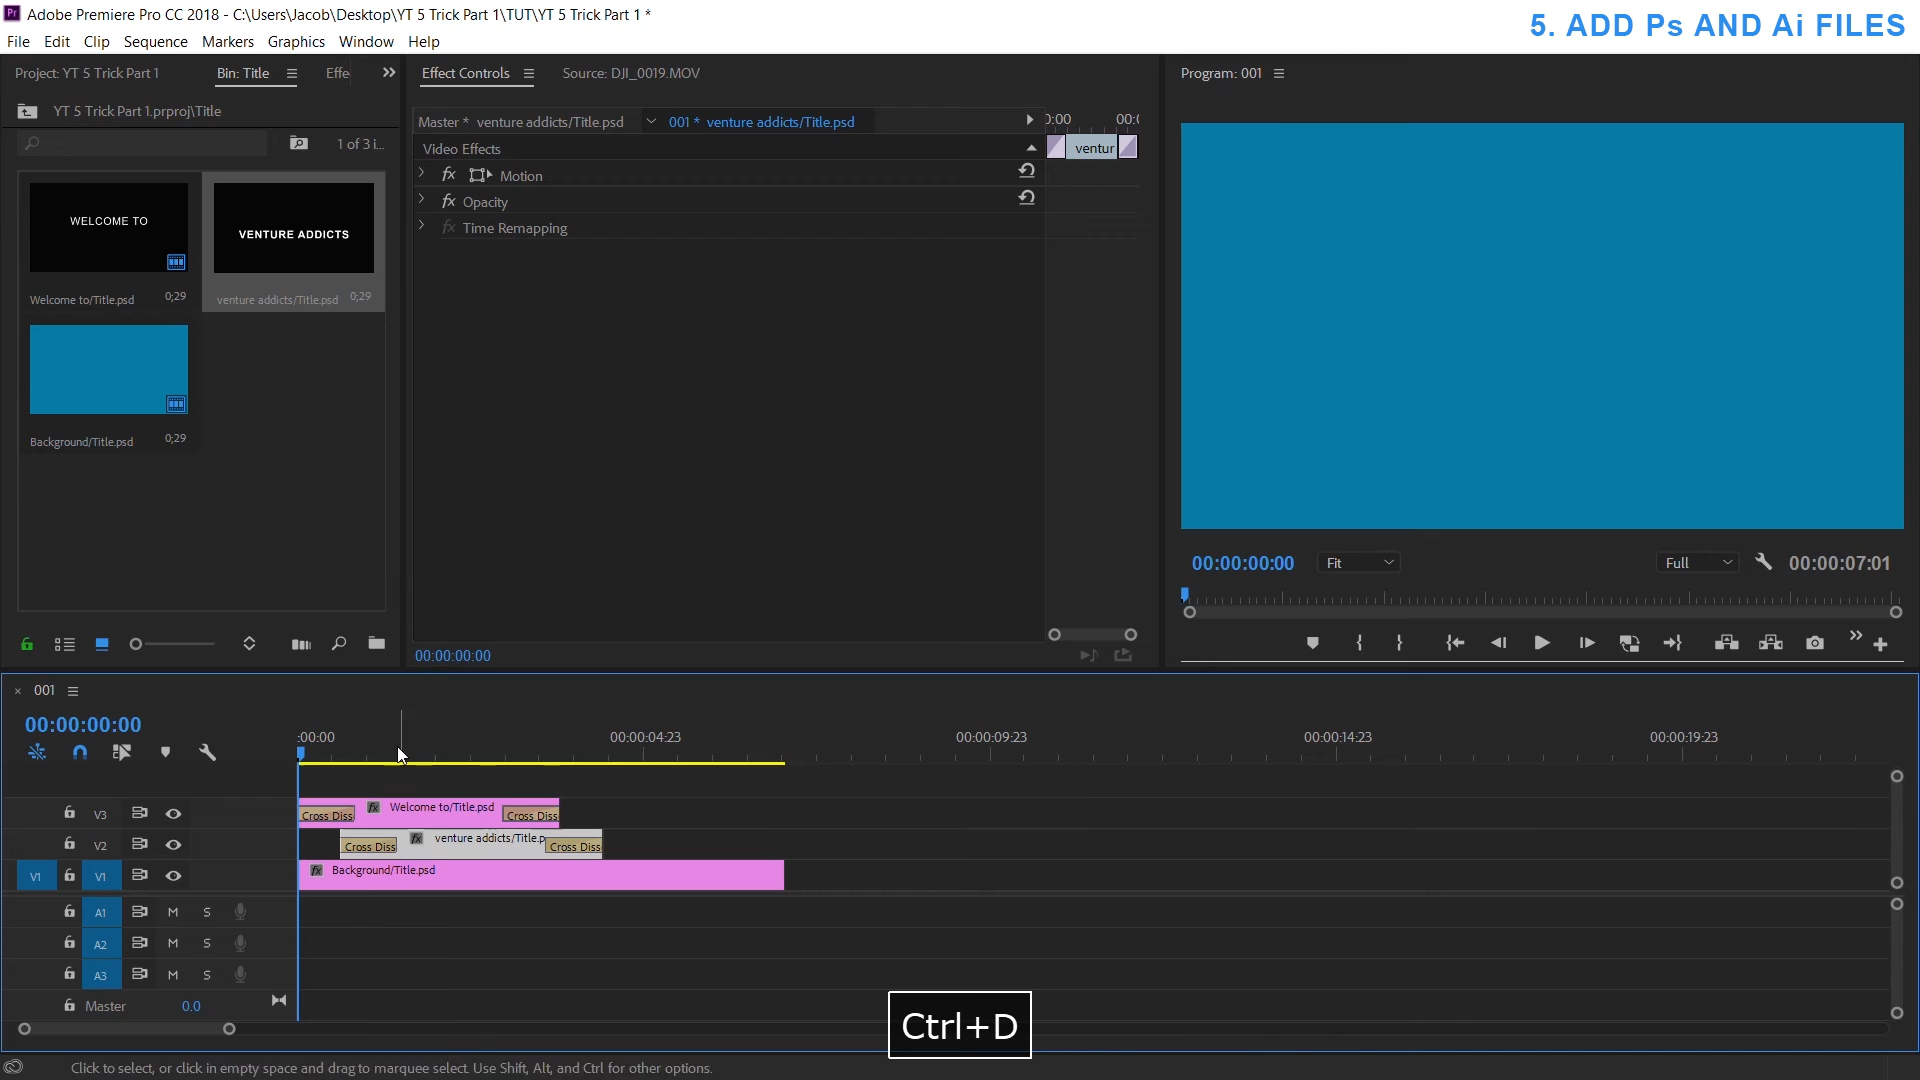 Adobe Premiere Pro CC 2018 - C:\Users\Jacob\Desktop\YT 5 Trick Part 1\TUT\YT 5 Trick Part 1 *
5. ADD Ps AND Ai FILES
File Edit Clip Sequence Markers Graphics Window Help
Project: YT 5 Trick Part 1
Bin: Title
Effe
Effect Controls
Source: DJI_0019.MOV
Program: 001
YT 5 Trick Part 1.prproj\Title
1 of 3 i...
WELCOME TO
Welcome to/Title.psd 0;29
VENTURE ADDICTS
venture addicts/Title.psd 0;29
Background/Title.psd 0;29
Master * venture addicts/Title.psd
001 * venture addicts/Title.psd
Video Effects
fx Motion
fx Opacity
fx Time Remapping
ventur
00:00:00:00
00:00:00:00
Fit
Full
00:00:07:01
001
00:00:00:00
:00:00
00:00:04:23
00:00:09:23
00:00:14:23
00:00:19:23
V3
Cross Diss
fx Welcome to/Title.psd
Cross Diss
V2
Cross Diss
fx venture addicts/Title.p
Cross Diss
V1 V1
fx Background/Title.psd
A1 M S
A2 M S
A3 M S
Master 0.0
Ctrl+D
Click to select, or click in empty space and drag to marquee select. Use Shift, Alt, and Ctrl for other options.